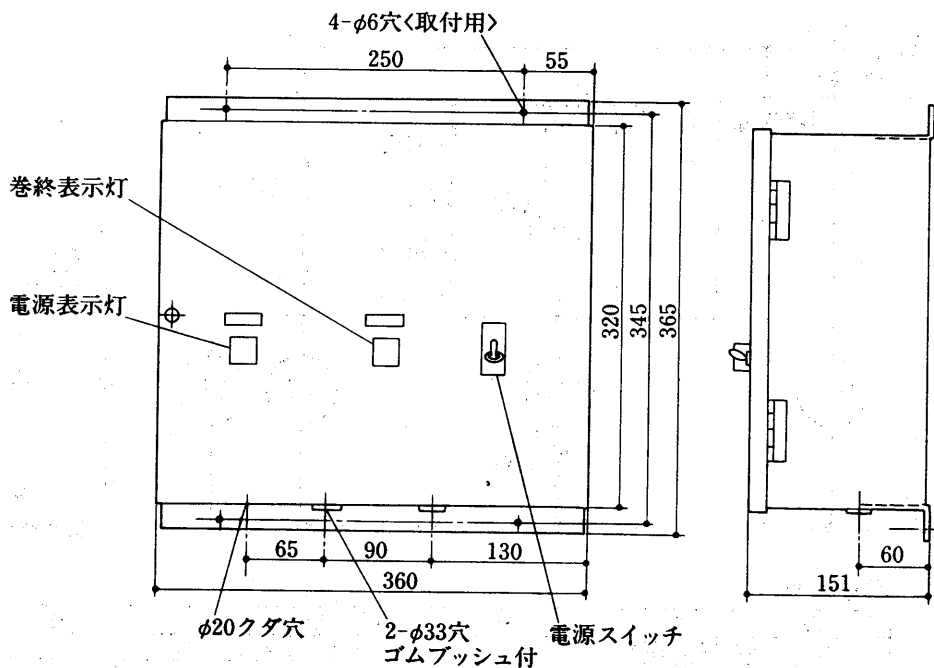 4-φ6穴<取付用>
250
55
巻終表示灯
電源表示灯
320
345
365
65
90
130
60
360
151
φ20クダ穴
2-φ33穴
ゴムブッシュ付
電源スイッチ